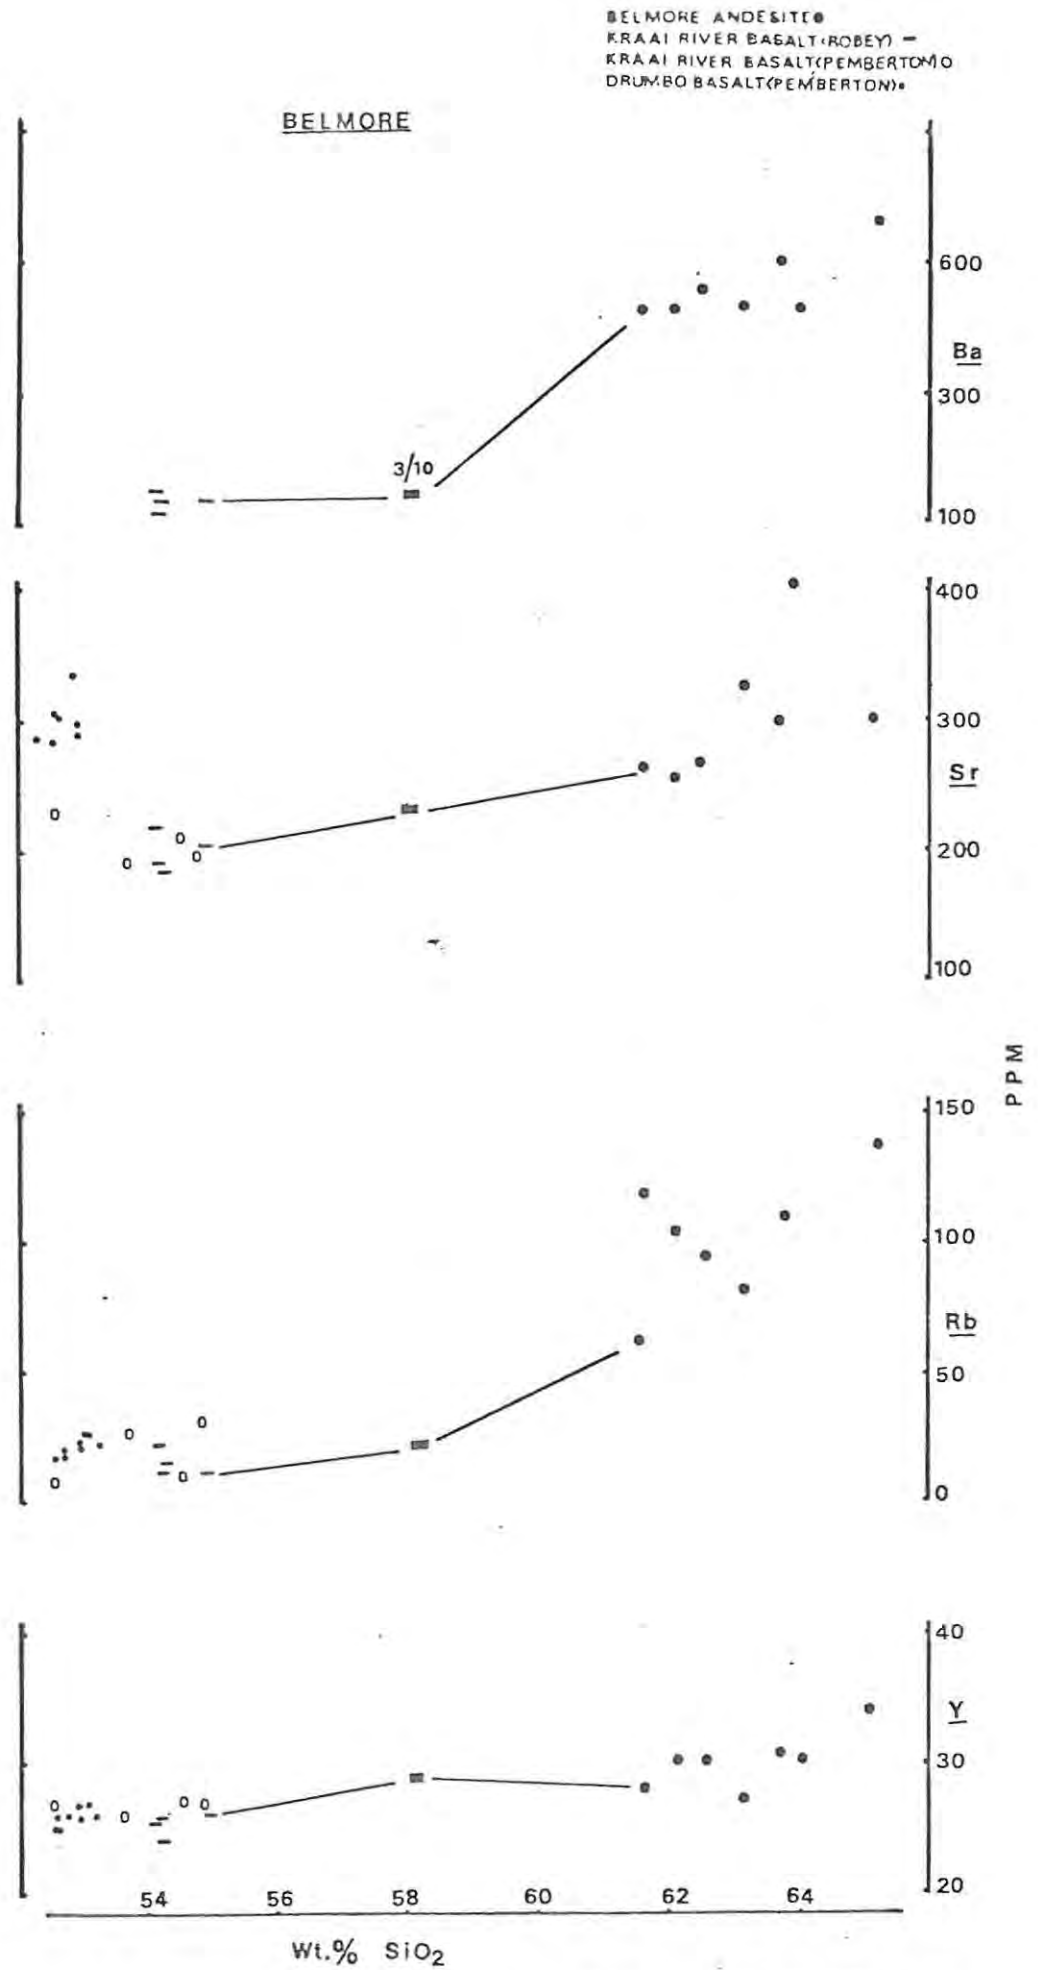 BELMORE ANDESITE●
KRAAI RIVER BASALT(ROBEY) –
KRAAI RIVER BASALT(PEMBERTON)O
DRUMBO BASALT(PEMBERTON)•
BELMORE
600
Ba
300
3/10
100
400
300
Sr
200
100
PPM
150
100
Rb
50
0
40
Y
30
20
54 56 58 60 62 64
Wt.% SiO2